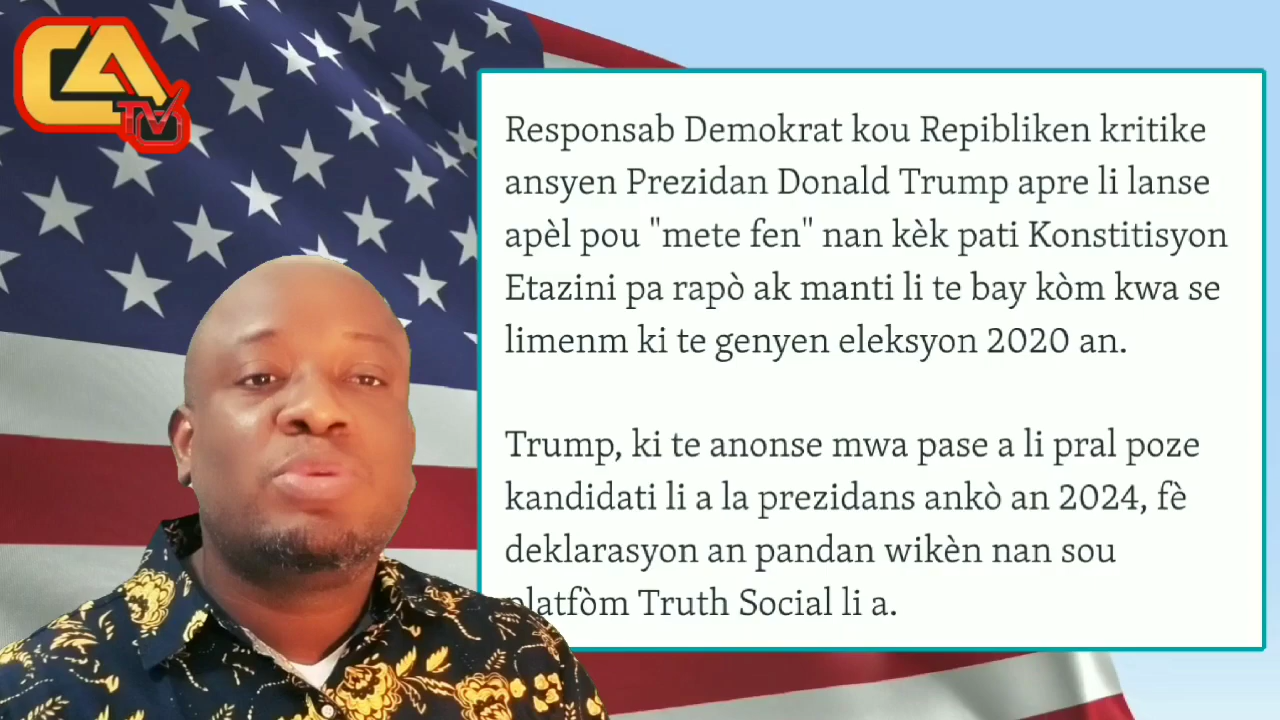 CA
TV
Responsab Demokrat kou Repibliken kritike
ansyen Prezidan Donald Trump apre li lanse
apèl pou "mete fen" nan kèk pati Konstitisyon
Etazini pa rapò ak manti li te bay kòm kwa se
limenm ki te genyen eleksyon 2020 an.
Trump, ki te anonse mwa pase a li pral poze
kandidati li a la prezidans ankò an 2024, fè
deklarasyon an pandan wikèn nan sou
platfòm Truth Social li a.